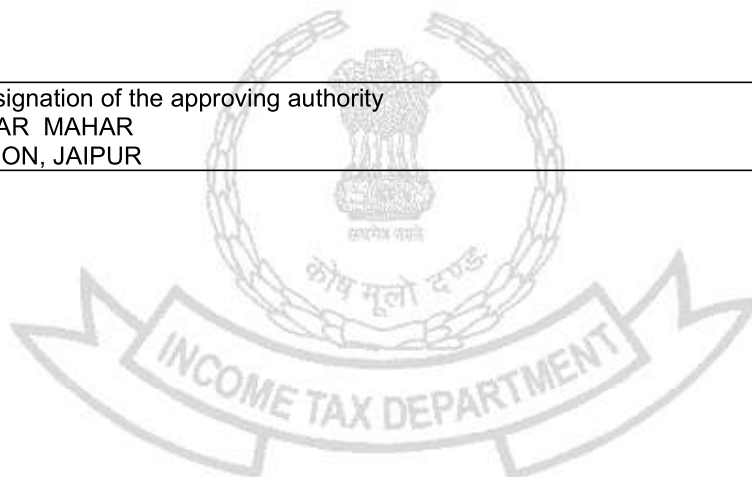 signation of the approving authority
AR MAHAR
ON, JAIPUR
सत्यमेव जयते
कोष मूलो दण्डः
INCOME TAX DEPARTMENT